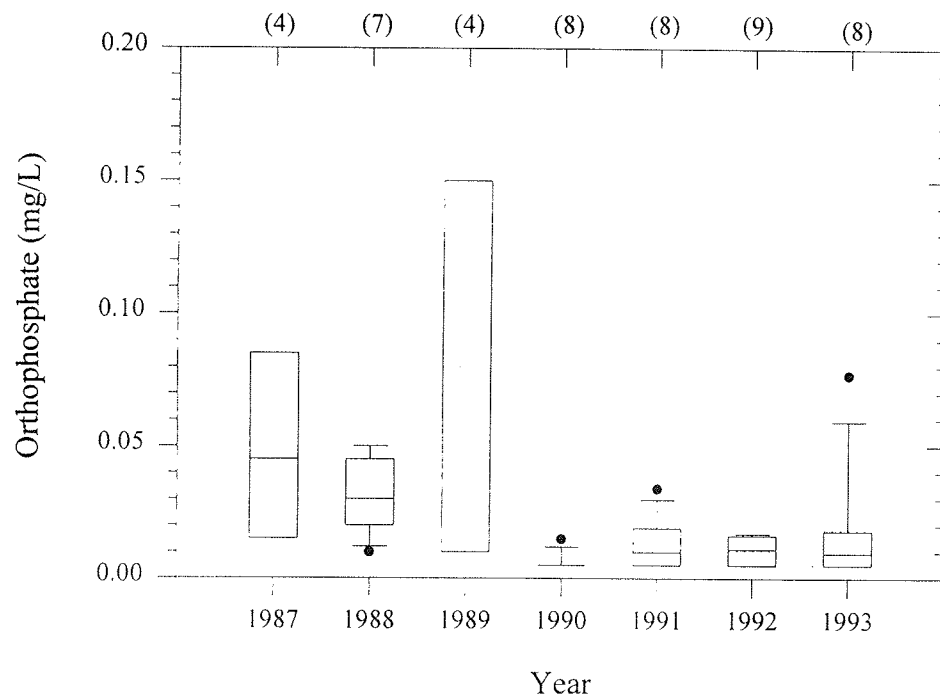 (4) (7) (4) (8) (8) (9) (8)
0.20
0.15
0.10
0.05
0.00
Orthophosphate (mg/L)
1987 1988 1989 1990 1991 1992 1993
Year